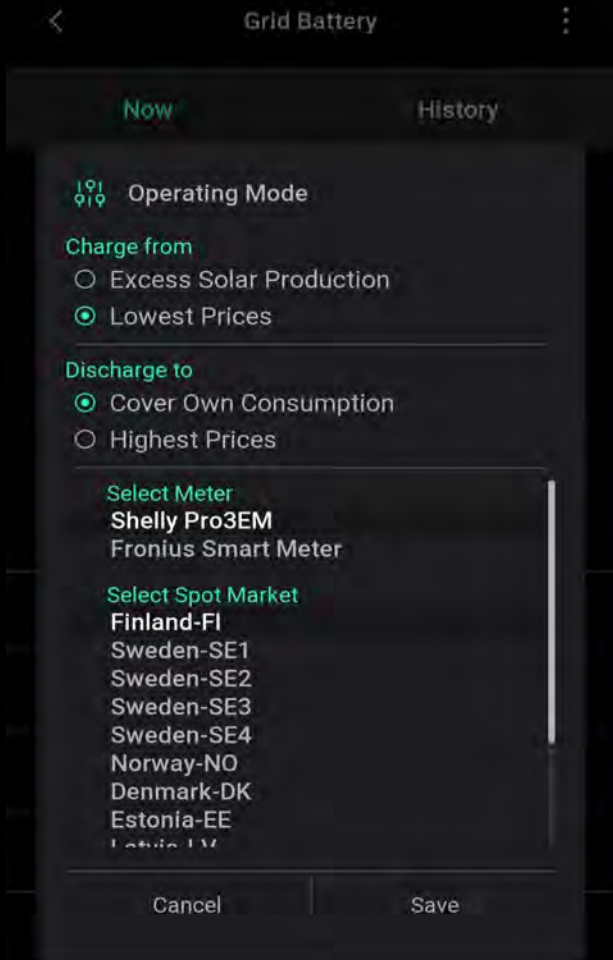 Grid Battery
Now
History
Operating Mode
Charge from
Excess Solar Production
Lowest Prices
Discharge to
Cover Own Consumption
Highest Prices
Select Meter
Shelly Pro3EM
Fronius Smart Meter
Select Spot Market
Finland-FI
Sweden-SE1
Sweden-SE2
Sweden-SE3
Sweden-SE4
Norway-NO
Denmark-DK
Estonia-EE
Latvia-LV
Cancel
Save